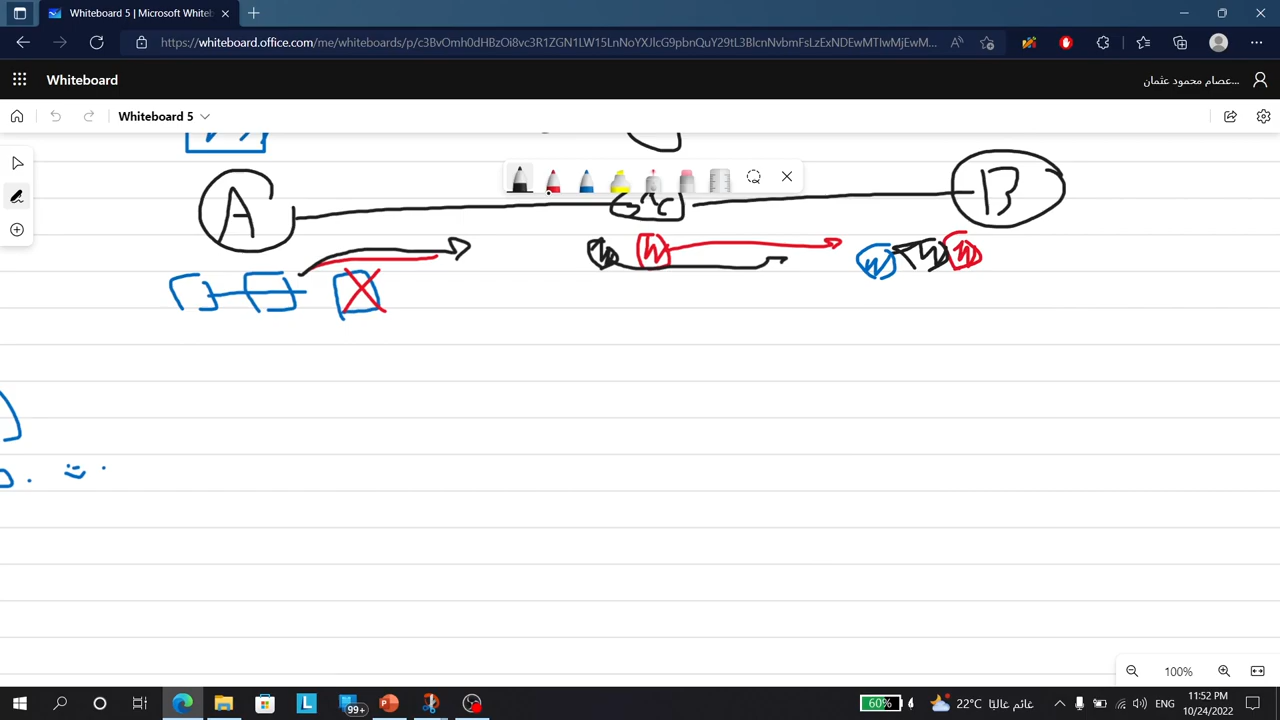 Whiteboard 5 | Microsoft White
https://whiteboard.office.com/me/whiteboards/p/c3BvOmh0dHBzOi8vc3R1ZGN1LW15LnNoYXJlcG9pbnQuY29tL3BlcnNvbmFsLzExNDEwMTIwMjEwM...
Whiteboard
عصام محمود عثمان...
Whiteboard 5
A
B
100%
L
99+
60%
22°C غائم غالبًا
ENG
11:52 PM
10/24/2022